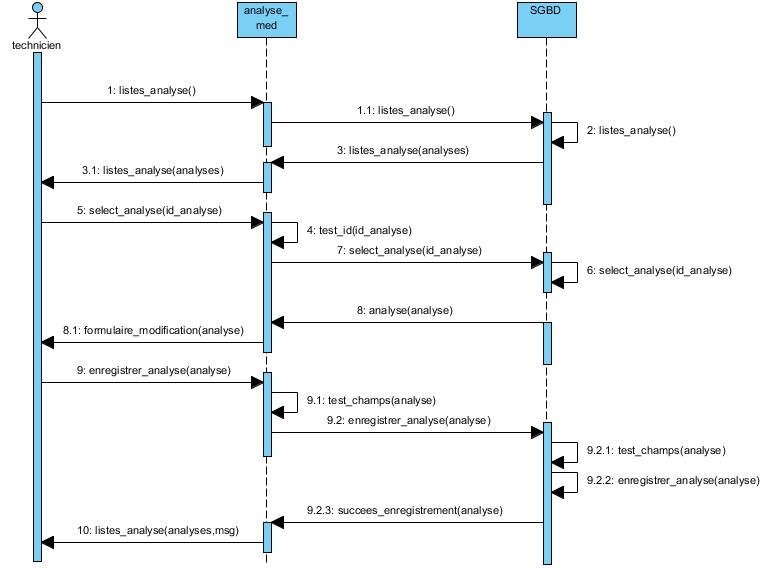 analyse_
med
SGBD
technicien
1: listes_analyse()
1.1: listes_analyse()
2: listes_analyse()
3: listes_analyse(analyses)
3.1: listes_analyse(analyses)
5: select_analyse(id_analyse)
4: test_id(id_analyse)
7: select_analyse(id_analyse)
6: select_analyse(id_analyse)
8: analyse(analyse)
8.1: formulaire_modification(analyse)
9: enregistrer_analyse(analyse)
9.1: test_champs(analyse)
9.2: enregistrer_analyse(analyse)
9.2.1: test_champs(analyse)
9.2.2: enregistrer_analyse(analyse)
9.2.3: succees_enregistrement(analyse)
10: listes_analyse(analyses,msg)